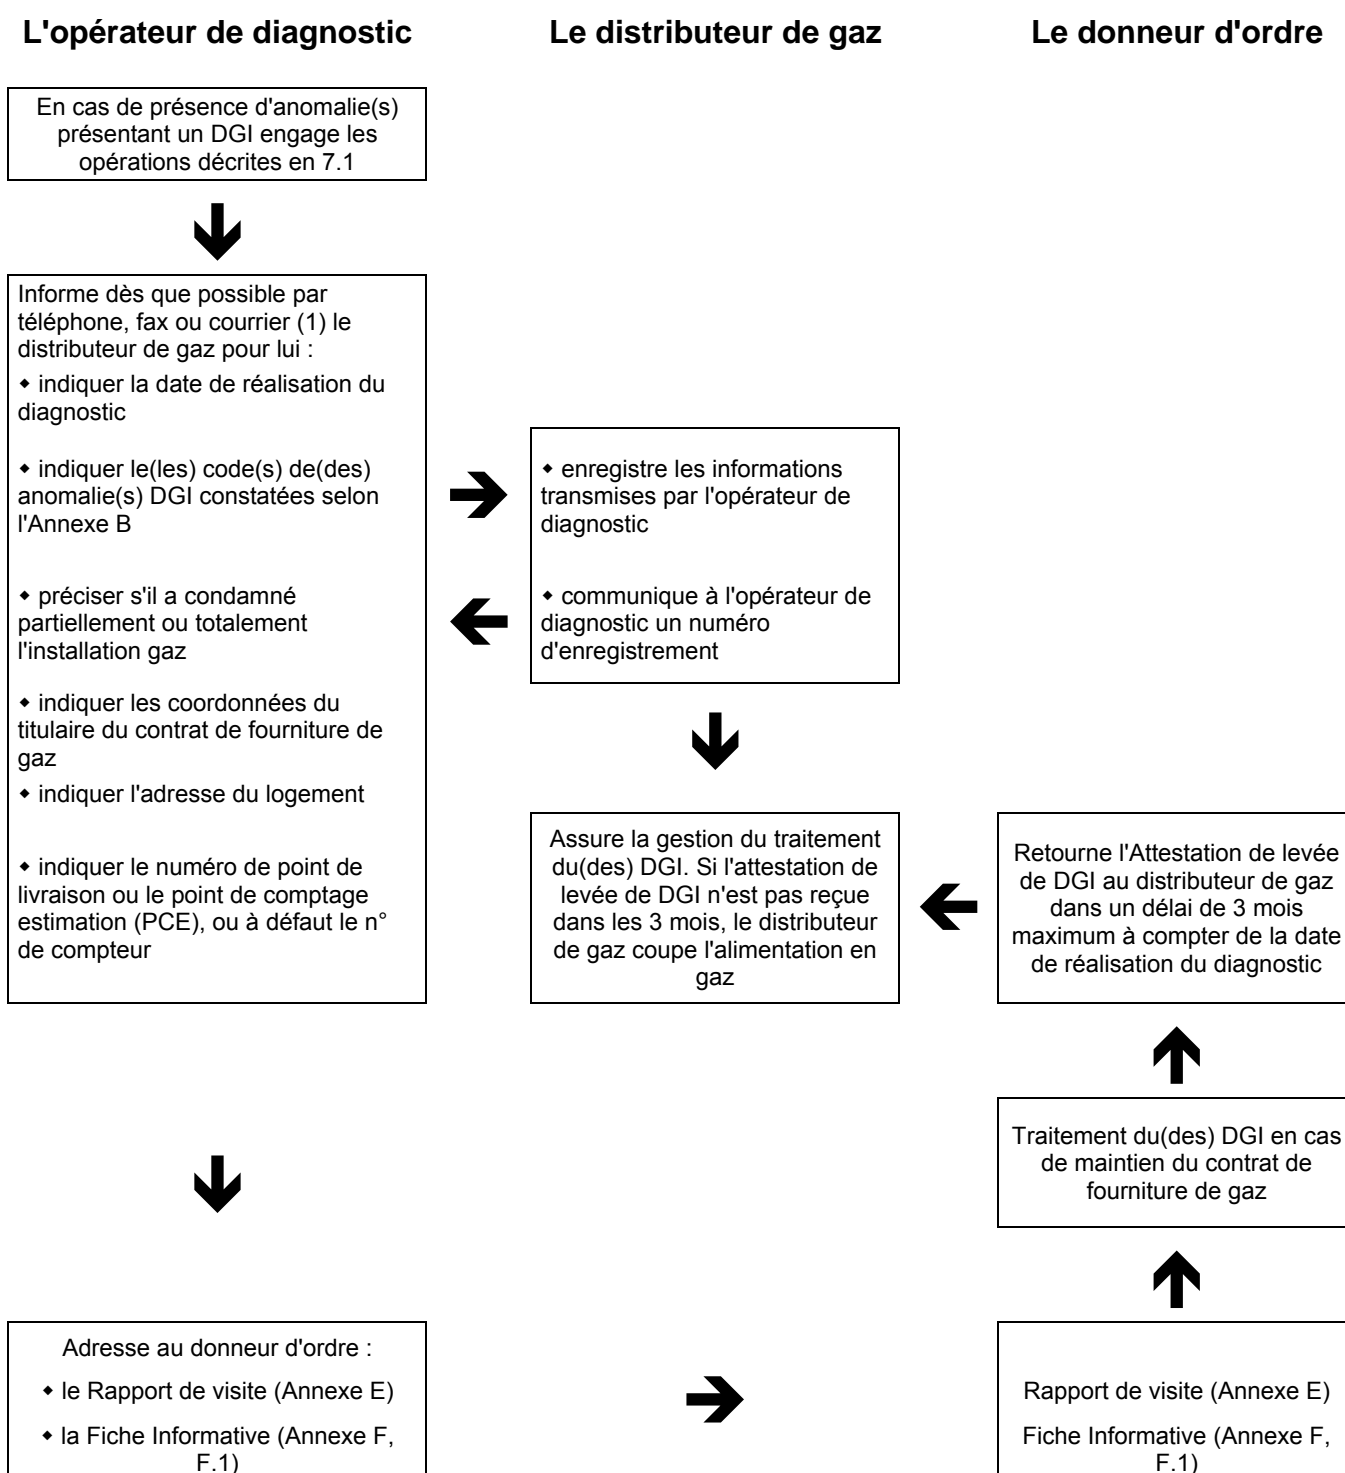 L'opérateur de diagnostic
Le distributeur de gaz
Le donneur d'ordre
En cas de présence d'anomalie(s)
présentant un DGI engage les
opérations décrites en 7.1
Informe dès que possible par
téléphone, fax ou courrier (1) le
distributeur de gaz pour lui :
◆ indiquer la date de réalisation du
diagnostic
◆ indiquer le(les) code(s) de(des)
anomalie(s) DGI constatées selon
l'Annexe B
◆ préciser s'il a condamné
partiellement ou totalement
l'installation gaz
◆ indiquer les coordonnées du
titulaire du contrat de fourniture de
gaz
◆ indiquer l'adresse du logement
◆ indiquer le numéro de point de
livraison ou le point de comptage
estimation (PCE), ou à défaut le n°
de compteur
◆ enregistre les informations
transmises par l'opérateur de
diagnostic
◆ communique à l'opérateur de
diagnostic un numéro
d'enregistrement
Assure la gestion du traitement
du(des) DGI. Si l'attestation de
levée de DGI n'est pas reçue
dans les 3 mois, le distributeur
de gaz coupe l'alimentation en
gaz
Retourne l'Attestation de levée
de DGI au distributeur de gaz
dans un délai de 3 mois
maximum à compter de la date
de réalisation du diagnostic
Traitement du(des) DGI en cas
de maintien du contrat de
fourniture de gaz
Adresse au donneur d'ordre :
◆ le Rapport de visite (Annexe E)
◆ la Fiche Informative (Annexe F,
F.1)
Rapport de visite (Annexe E)
Fiche Informative (Annexe F,
F.1)